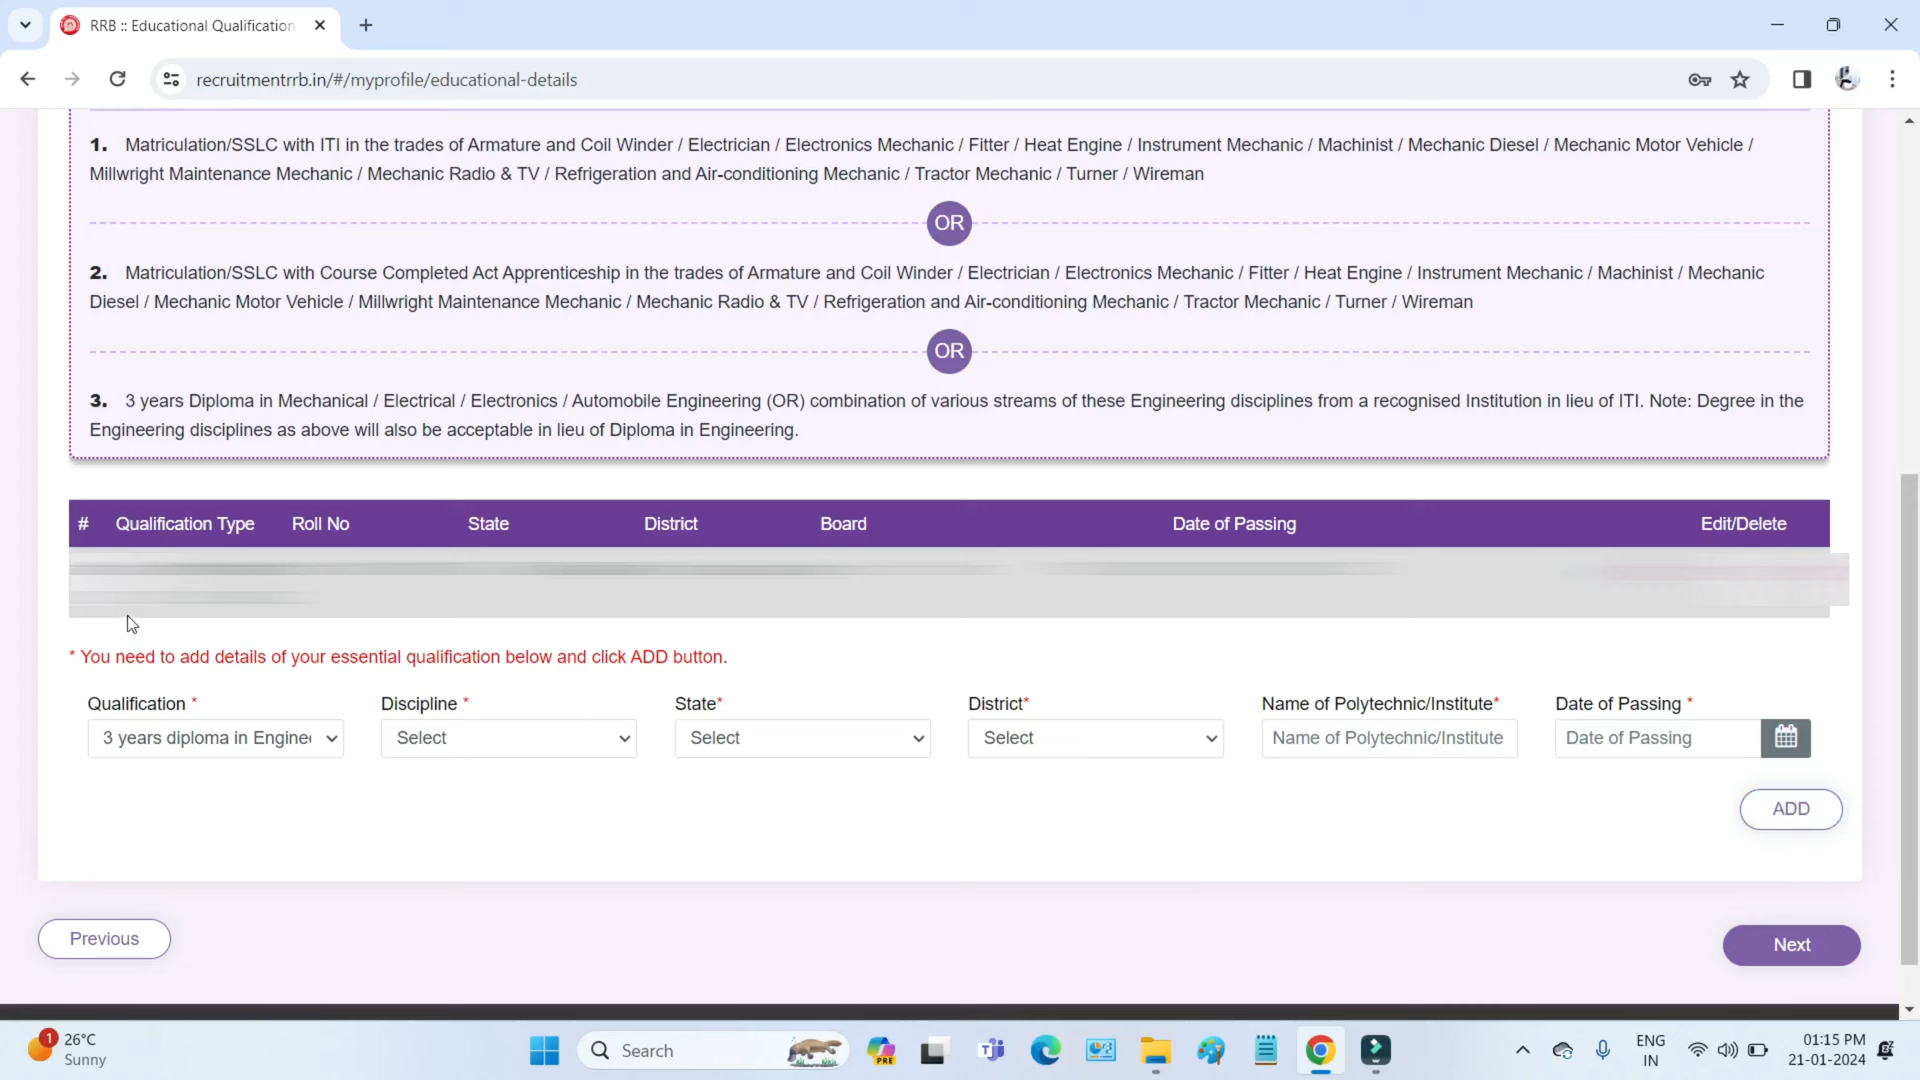 RRB :: Educational Qualification
recruitmentrrb.in/#/myprofile/educational-details
1. Matriculation/SSLC with ITI in the trades of Armature and Coil Winder / Electrician / Electronics Mechanic / Fitter / Heat Engine / Instrument Mechanic / Machinist / Mechanic Diesel / Mechanic Motor Vehicle /
Millwright Maintenance Mechanic / Mechanic Radio & TV / Refrigeration and Air-conditioning Mechanic / Tractor Mechanic / Turner / Wireman
OR
2. Matriculation/SSLC with Course Completed Act Apprenticeship in the trades of Armature and Coil Winder / Electrician / Electronics Mechanic / Fitter / Heat Engine / Instrument Mechanic / Machinist / Mechanic
Diesel / Mechanic Motor Vehicle / Millwright Maintenance Mechanic / Mechanic Radio & TV / Refrigeration and Air-conditioning Mechanic / Tractor Mechanic / Turner / Wireman
OR
3. 3 years Diploma in Mechanical / Electrical / Electronics / Automobile Engineering (OR) combination of various streams of these Engineering disciplines from a recognised Institution in lieu of ITI. Note: Degree in the
Engineering disciplines as above will also be acceptable in lieu of Diploma in Engineering.
# Qualification Type Roll No State District Board Date of Passing Edit/Delete
* You need to add details of your essential qualification below and click ADD button.
Qualification * Discipline * State* District* Name of Polytechnic/Institute* Date of Passing *
3 years diploma in Engine Select Select Select Name of Polytechnic/Institute Date of Passing
ADD
Previous
Next
1 26°C
Sunny
Search
PRE
ENG
IN
01:15 PM
21-01-2024